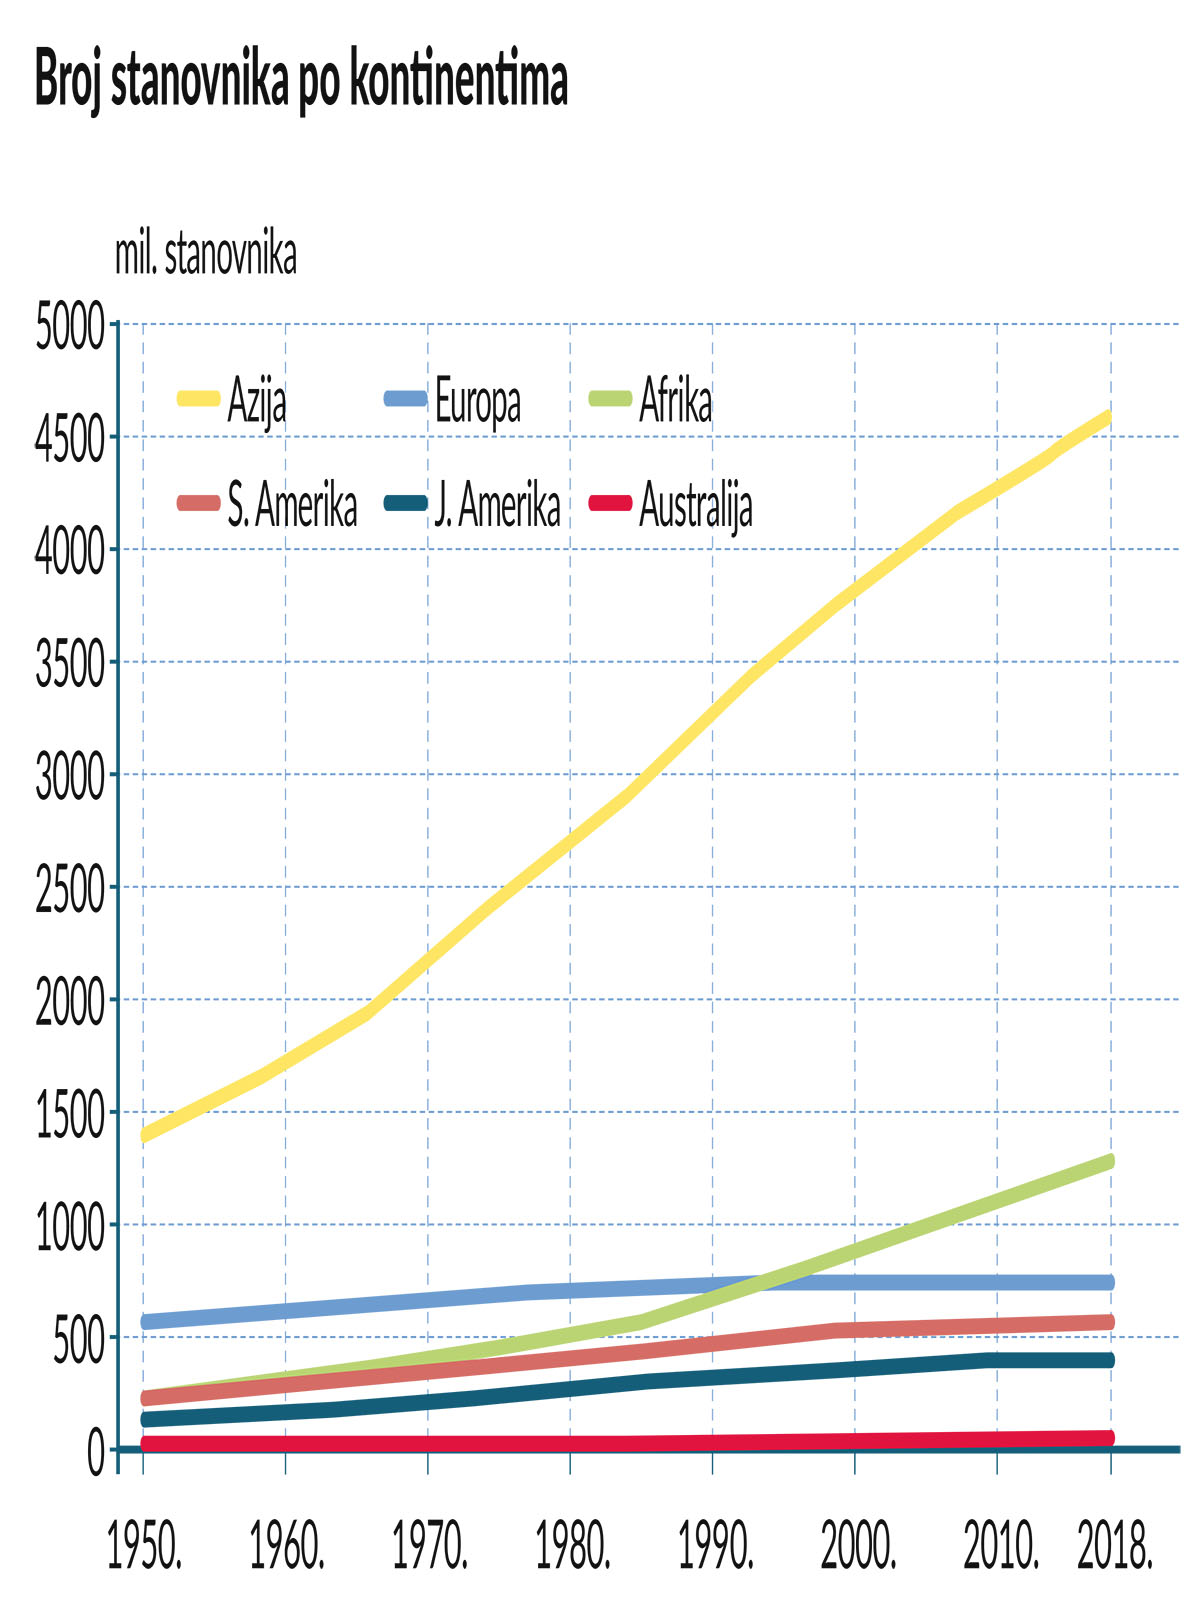 Broj stanovnika po kontinentima
mil. stanovnika
5000
Azija Europa Afrika
4500
S. Amerika J. Amerika Australija
4000
3500
3000
2500
2000
1500
1000
500
0
1950. 1960. 1970. 1980. 1990. 2000. 2010. 2018.